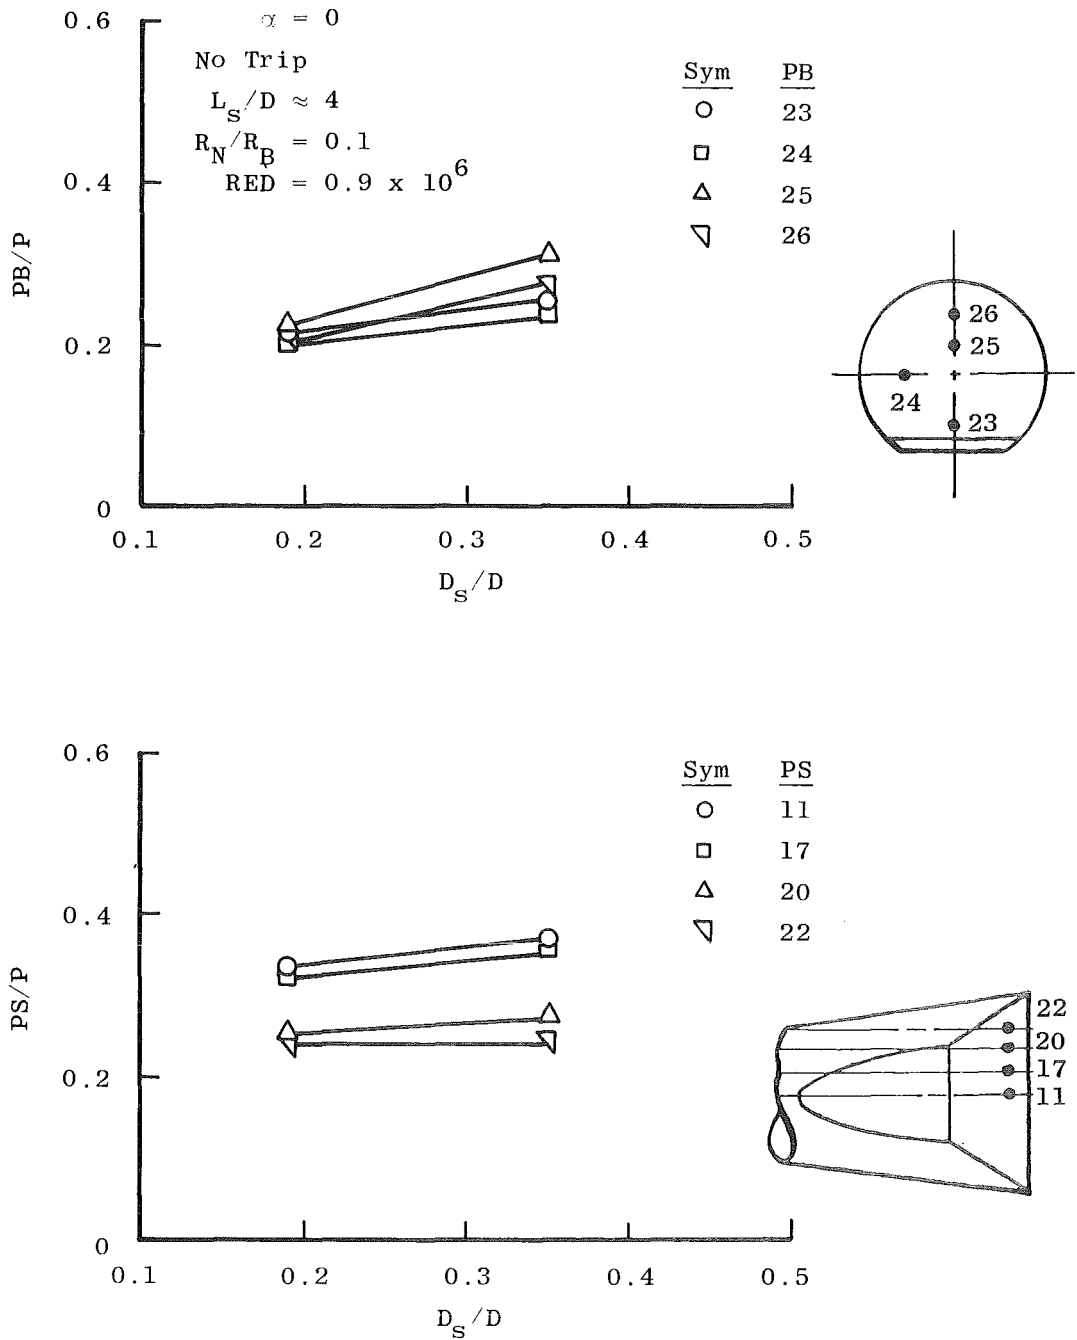 0.6
α = 0
No Trip
L_s/D ≈ 4
R_N/R_B = 0.1
RED = 0.9 x 10^6
Sym PB
23
24
25
26
0.4
PB/P
0.2
0
0.1 0.2 0.3 0.4 0.5
D_s/D
26
25
24
23
0.6
Sym PS
11
17
20
22
0.4
PS/P
0.2
0
0.1 0.2 0.3 0.4 0.5
D_s/D
22
20
17
11